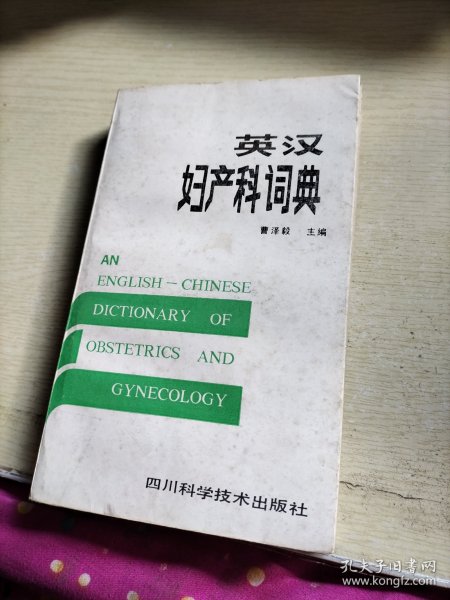 英汉
妇产科词典
曹泽毅 主编
AN
ENGLISH－CHINESE
DICTIONARY OF
OBSTETRICS AND
GYNECOLOGY
四川科学技术出版社
孔夫子旧书网
www.kongfz.com